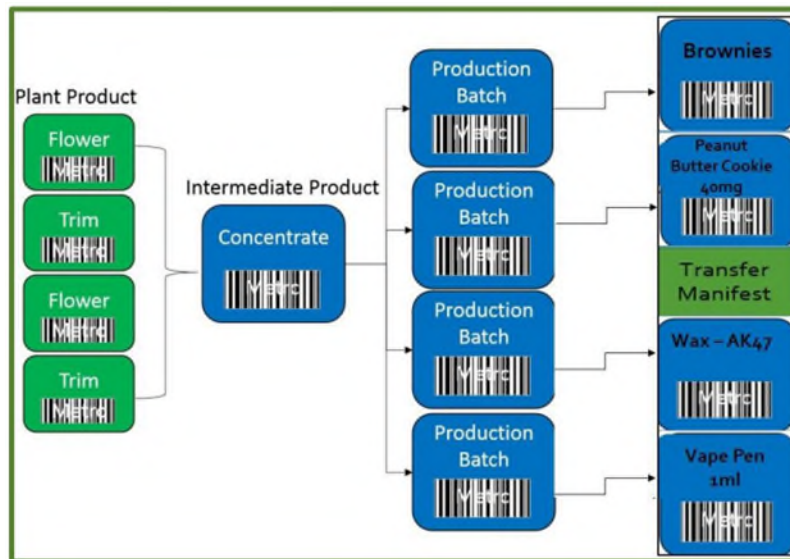 Plant Product
Flower
Metrc
Trim
Metrc
Flower
Metrc
Trim
Metrc
Intermediate Product
Concentrate
Metrc
Production
Batch
Metrc
Production
Batch
Metrc
Production
Batch
Metrc
Production
Batch
Metrc
Brownies
Metrc
Peanut
Butter Cookie
40mg
Metrc
Transfer
Manifest
Wax – AK47
Metrc
Vape Pen
1ml
Metrc